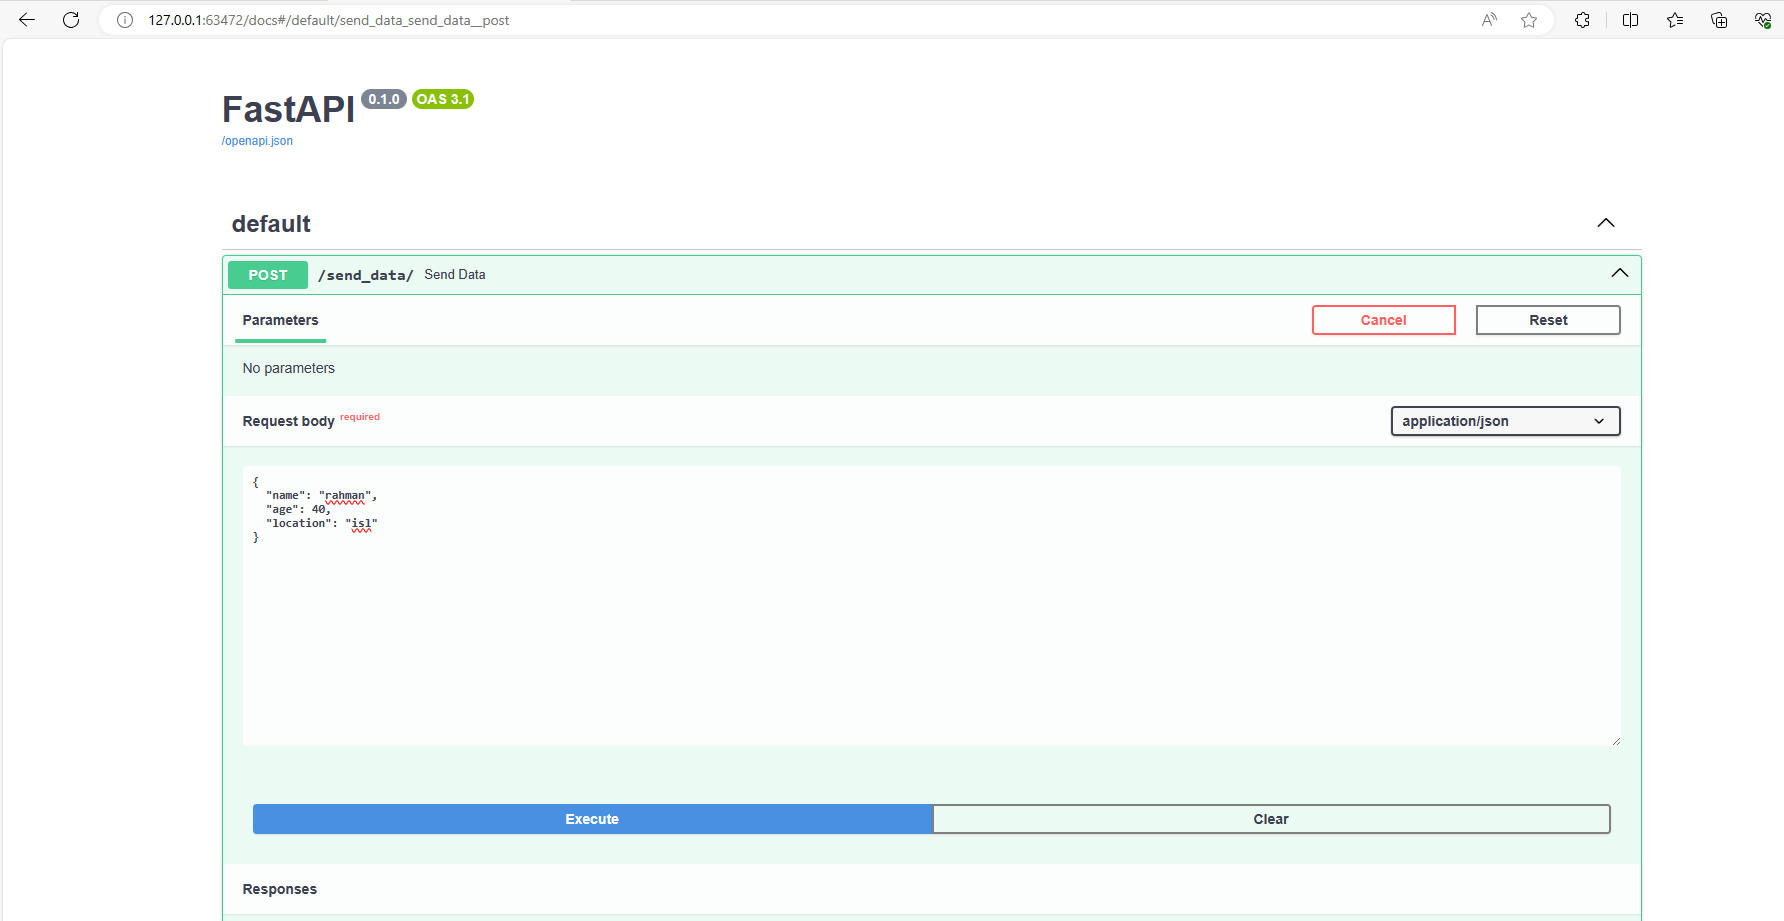 127.0.0.1:63472/docs#/default/send_data_send_data__post
FastAPI 0.1.0 OAS 3.1
/openapi.json
default
POST /send_data/ Send Data
Parameters Cancel Reset
No parameters
Request body required application/json
{
  "name": "rahman",
  "age": 40,
  "location": "isl"
}
Execute Clear
Responses